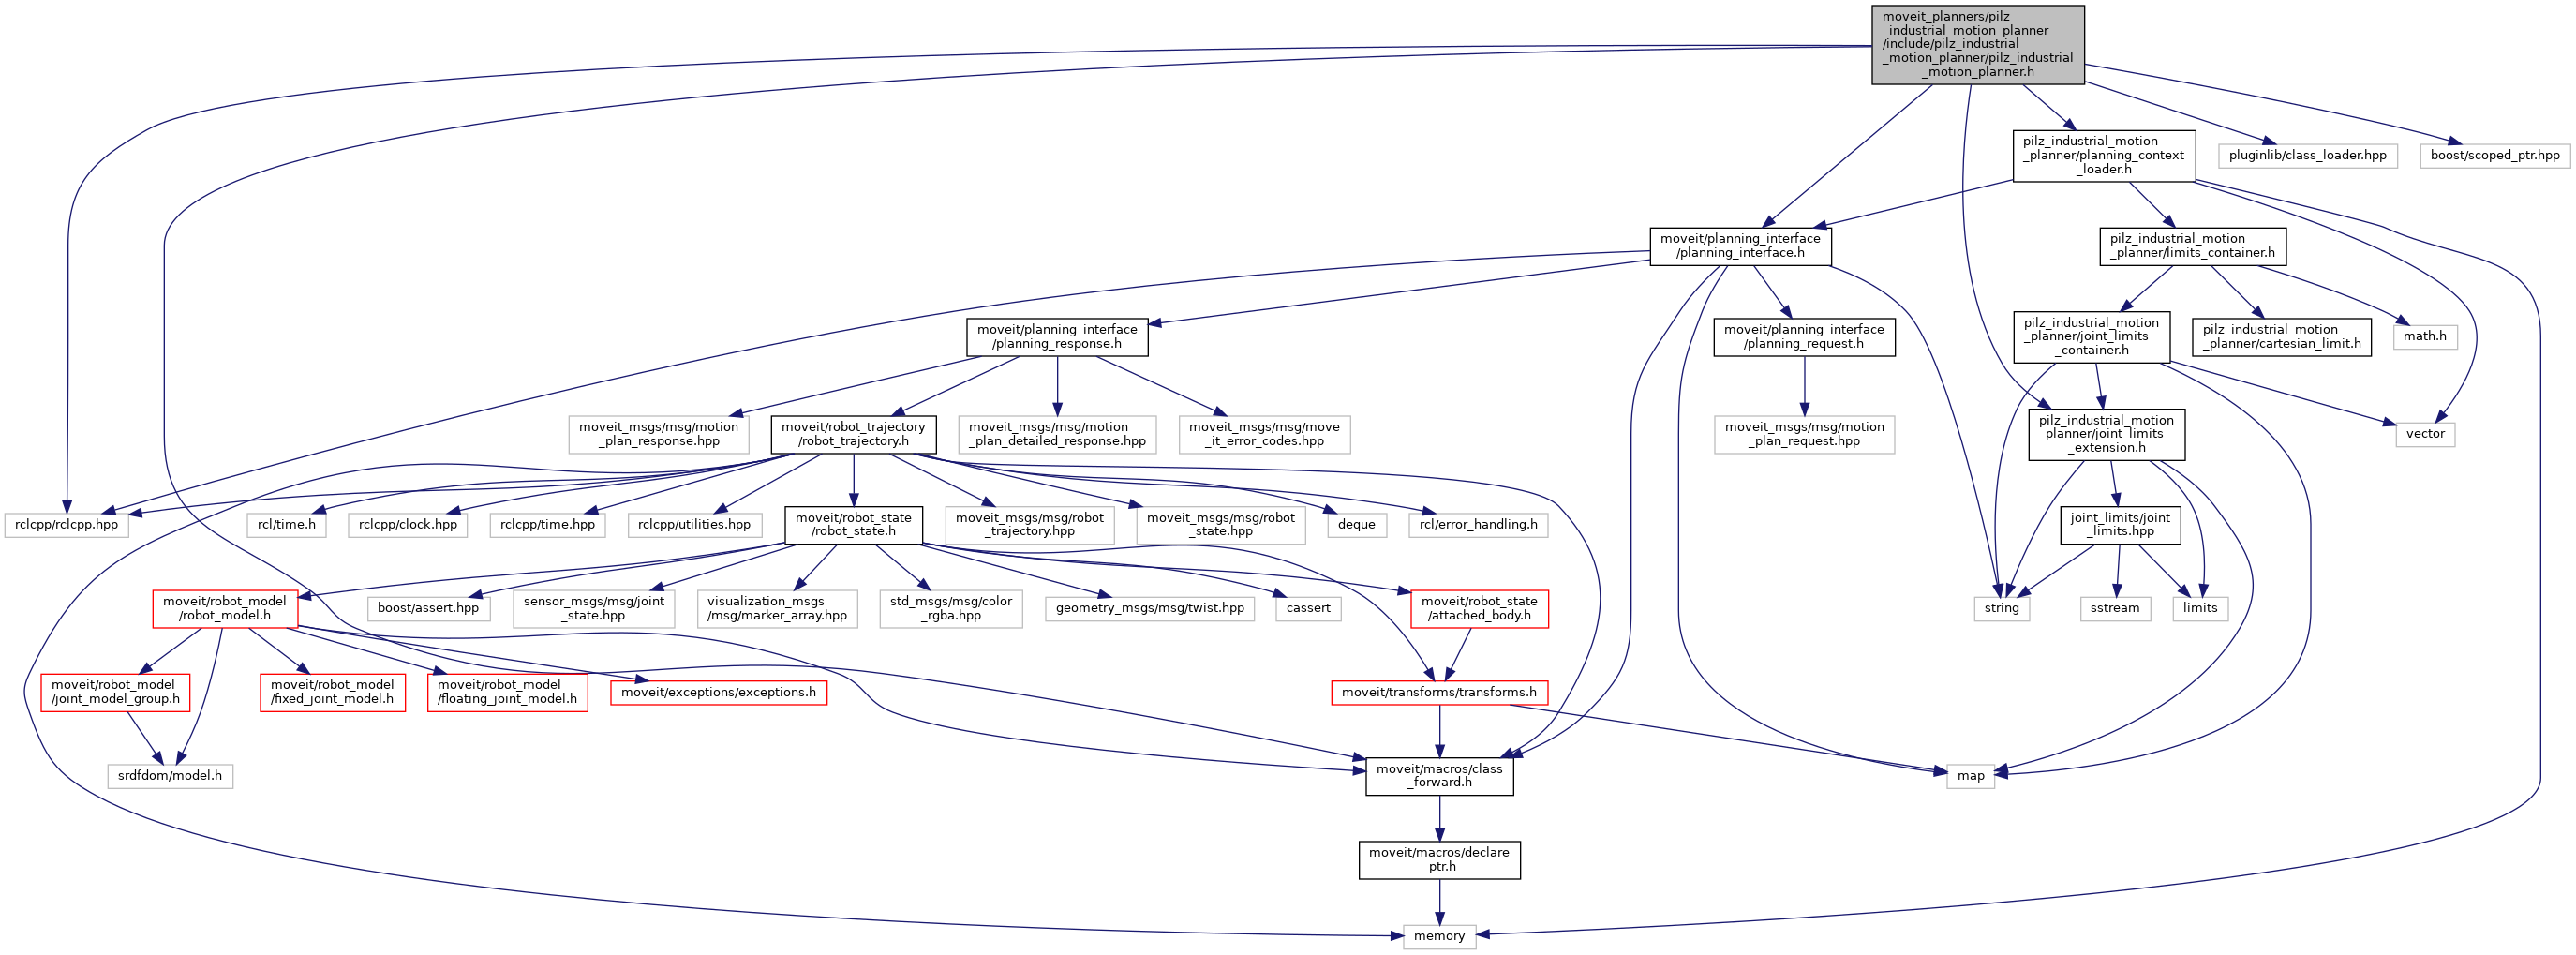 moveit_planners/pilz
_industrial_motion_planner
/include/pilz_industrial
_motion_planner/pilz_industrial
_motion_planner.h
pilz_industrial_motion
_planner/planning_context
_loader.h
pluginlib/class_loader.hpp
boost/scoped_ptr.hpp
moveit/planning_interface
/planning_interface.h
pilz_industrial_motion
_planner/limits_container.h
moveit/planning_interface
/planning_response.h
moveit/planning_interface
/planning_request.h
pilz_industrial_motion
_planner/joint_limits
_container.h
pilz_industrial_motion
_planner/cartesian_limit.h
math.h
moveit_msgs/msg/motion
_plan_response.hpp
moveit/robot_trajectory
/robot_trajectory.h
moveit_msgs/msg/motion
_plan_detailed_response.hpp
moveit_msgs/msg/move
_it_error_codes.hpp
moveit_msgs/msg/motion
_plan_request.hpp
pilz_industrial_motion
_planner/joint_limits
_extension.h
vector
rclcpp/rclcpp.hpp
rcl/time.h
rclcpp/clock.hpp
rclcpp/time.hpp
rclcpp/utilities.hpp
moveit/robot_state
/robot_state.h
moveit_msgs/msg/robot
_trajectory.hpp
moveit_msgs/msg/robot
_state.hpp
deque
rcl/error_handling.h
joint_limits/joint
_limits.hpp
moveit/robot_model
/robot_model.h
boost/assert.hpp
sensor_msgs/msg/joint
_state.hpp
visualization_msgs
/msg/marker_array.hpp
std_msgs/msg/color
_rgba.hpp
geometry_msgs/msg/twist.hpp
cassert
moveit/robot_state
/attached_body.h
string
sstream
limits
moveit/robot_model
/joint_model_group.h
moveit/robot_model
/fixed_joint_model.h
moveit/robot_model
/floating_joint_model.h
moveit/exceptions/exceptions.h
moveit/transforms/transforms.h
srdfdom/model.h
moveit/macros/class
_forward.h
map
moveit/macros/declare
_ptr.h
memory